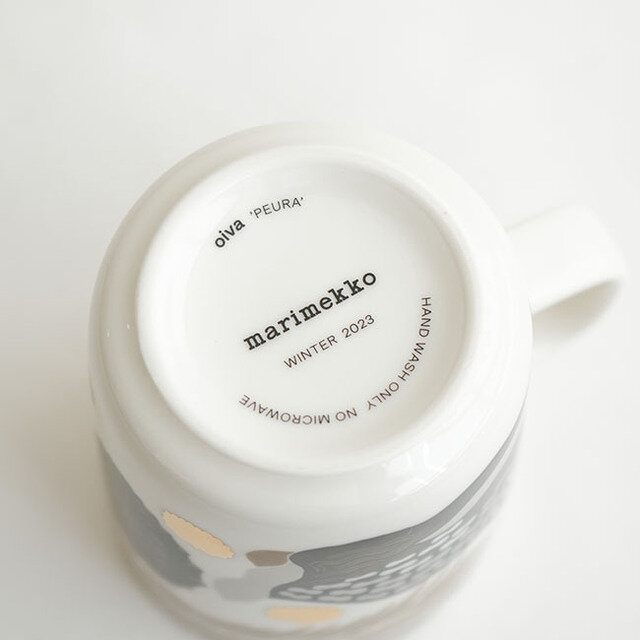 oiva 'PEURA'
marimekko
WINTER 2023
HAND WASH ONLY NO MICROWAVE